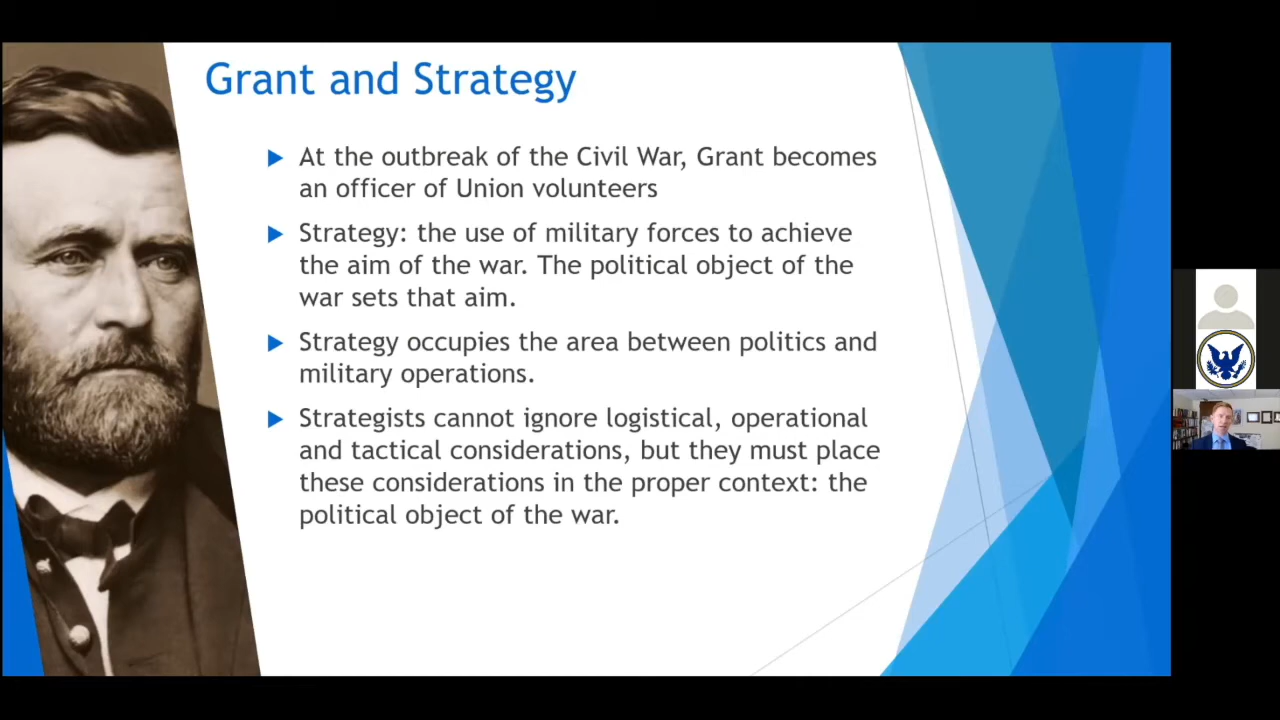 Grant and Strategy
At the outbreak of the Civil War, Grant becomes
an officer of Union volunteers
Strategy: the use of military forces to achieve
the aim of the war. The political object of the
war sets that aim.
Strategy occupies the area between politics and
military operations.
Strategists cannot ignore logistical, operational
and tactical considerations, but they must place
these considerations in the proper context: the
political object of the war.